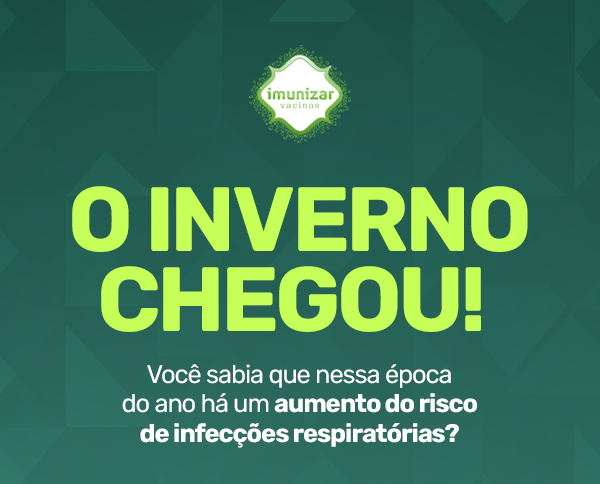 imunizar
vacinas
O INVERNO
CHEGOU!
Você sabia que nessa época
do ano há um aumento do risco
de infecções respiratórias?